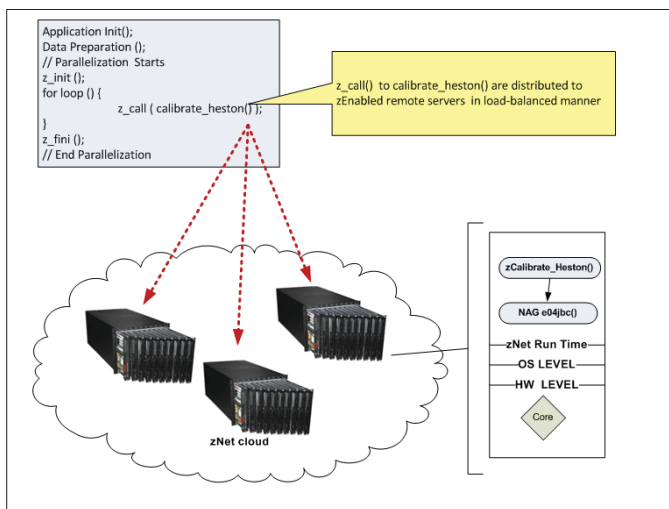 Application Init();
Data Preparation ();
// Parallelization Starts
z_init ();
for loop () {
z_call ( calibrate_heston() );
}
z_fini ();
// End Parallelization
z_call() to calibrate_heston() are distributed to
zEnabled remote servers in load-balanced manner
zCalibrate_Heston()
NAG e04jbc()
zNet Run Time
OS LEVEL
HW LEVEL
Core
zNet cloud